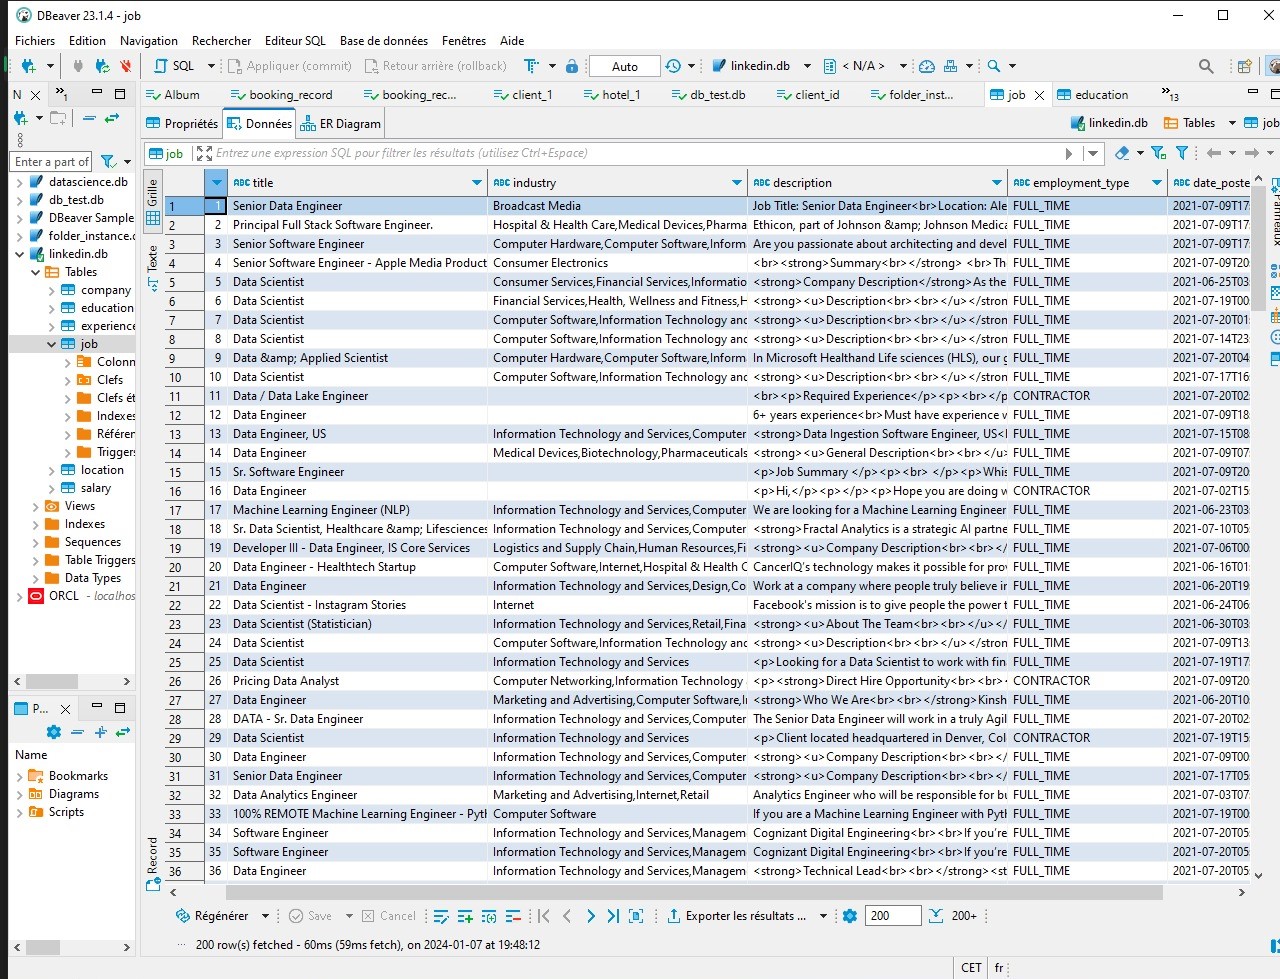 DBeaver 23.1.4 - job
Fichiers Edition Navigation Rechercher Editeur SQL Base de données Fenêtres Aide
SQL Appliquer (commit) Retour arrière (rollback) Auto linkedin.db < N/A >
N »1 Album booking_record booking_rec... client_1 hotel_1 db_test.db client_id folder_inst... job education »13
Propriétés Données ER Diagram linkedin.db Tables job
Enter a part of
job Entrez une expression SQL pour filtrer les résultats (utilisez Ctrl+Espace)
datascience.db
db_test.db
DBeaver Sample
folder_instance.
linkedin.db
Tables
company
education
experience
job
Colonn
Clefs
Clefs ét
Indexes
Référer
Triggers
location
salary
Views
Indexes
Sequences
Table Triggers
Data Types
ORCL - localhos
P...
Name
Bookmarks
Diagrams
Scripts
Grille
Texte
Record
Panneaux
ABC title ABC industry ABC description ABC employment_type ABC date_poste
1 1 Senior Data Engineer Broadcast Media Job Title: Senior Data Engineer<br>Location: Ale FULL_TIME 2021-07-09T17:
2 2 Principal Full Stack Software Engineer. Hospital & Health Care,Medical Devices,Pharma Ethicon, part of Johnson &amp; Johnson Medica FULL_TIME 2021-07-09T17:
3 3 Senior Software Engineer Computer Hardware,Computer Software,Inform Are you passionate about architecting and devel FULL_TIME 2021-07-09T17:
4 4 Senior Software Engineer - Apple Media Product Consumer Electronics <br><strong>Summary<br></strong> <br>Th FULL_TIME 2021-07-09T20:
5 5 Data Scientist Consumer Services,Financial Services,Informatio <strong>Company Description</strong>As the FULL_TIME 2021-06-25T03:
6 6 Data Scientist Financial Services,Health, Wellness and Fitness,H <strong><u>Description<br><br></u></stron FULL_TIME 2021-07-19T00:
7 7 Data Scientist Computer Software,Information Technology and <strong><u>Description<br><br></u></stron FULL_TIME 2021-07-20T01:
8 8 Data Scientist Computer Software,Information Technology and <strong><u>Description<br><br></u></stron FULL_TIME 2021-07-14T23:
9 9 Data &amp; Applied Scientist Computer Hardware,Computer Software,Inform In Microsoft Healthand Life sciences (HLS), our g FULL_TIME 2021-07-20T04:
10 10 Data Scientist Computer Software,Information Technology and <strong><u>Description<br><br></u></stron FULL_TIME 2021-07-17T16:
11 11 Data / Data Lake Engineer <br><p>Required Experience</p><p><br></p CONTRACTOR 2021-07-20T02:
12 12 Data Engineer 6+ years experience<br>Must have experience w FULL_TIME 2021-07-09T18:
13 13 Data Engineer, US Information Technology and Services,Computer <strong>Data Ingestion Software Engineer, US<l FULL_TIME 2021-07-15T08:
14 14 Data Engineer Medical Devices,Biotechnology,Pharmaceuticals <strong><u>General Description<br><br></u> FULL_TIME 2021-07-09T07:
15 15 Sr. Software Engineer <p>Job Summary </p><p><br> </p><p>Whis FULL_TIME 2021-07-09T20:
16 16 Data Engineer <p>Hi,</p><p></p><p>Hope you are doing w CONTRACTOR 2021-07-02T15:
17 17 Machine Learning Engineer (NLP) Information Technology and Services,Computer We are looking for a Machine Learning Engineer FULL_TIME 2021-06-23T03:
18 18 Sr. Data Scientist, Healthcare &amp; Lifesciences Information Technology and Services,Computer <strong>Fractal Analytics is a strategic AI partne FULL_TIME 2021-07-10T05:
19 19 Developer III - Data Engineer, IS Core Services Logistics and Supply Chain,Human Resources,Fi <strong><u>Company Description<br><br></ FULL_TIME 2021-07-06T00:
20 20 Data Engineer - Healthtech Startup Computer Software,Internet,Hospital & Health C CancerIQ's technology makes it possible for prov FULL_TIME 2021-06-16T01:
21 21 Data Engineer Information Technology and Services,Design,Co Work at a company where people truly believe in FULL_TIME 2021-06-20T19:
22 22 Data Scientist - Instagram Stories Internet Facebook's mission is to give people the power t FULL_TIME 2021-06-24T06:
23 23 Data Scientist (Statistician) Information Technology and Services,Retail,Fina <strong><u>About The Team<br><br></u></ FULL_TIME 2021-06-30T03:
24 24 Data Scientist Computer Software,Information Technology and <strong><u>Description<br><br></u></stron FULL_TIME 2021-07-09T13:
25 25 Data Scientist Information Technology and Services <p>Looking for a Data Scientist to work with fin FULL_TIME 2021-07-19T17:
26 26 Pricing Data Analyst Computer Networking,Information Technology <p><strong>Direct Hire Opportunity<br><br> CONTRACTOR 2021-07-09T20:
27 27 Data Engineer Marketing and Advertising,Computer Software,I <strong>Who We Are<br><br></strong>Kinsh FULL_TIME 2021-06-20T10:
28 28 DATA - Sr. Data Engineer Information Technology and Services,Computer The Senior Data Engineer will work in a truly Agil FULL_TIME 2021-07-20T02:
29 29 Data Engineer Information Technology and Services <p>Client located headquartered in Denver, Col CONTRACTOR 2021-07-19T15:
30 30 Data Engineer Information Technology and Services,Computer <strong><u>Company Description<br><br></ FULL_TIME 2021-07-09T00:
31 31 Senior Data Engineer Information Technology and Services,Computer <strong><u>Company Description<br><br></ FULL_TIME 2021-07-17T05:
32 32 Data Analytics Engineer Marketing and Advertising,Internet,Retail Analytics Engineer who will be responsible for bu FULL_TIME 2021-07-03T07:
33 33 100% REMOTE Machine Learning Engineer - Pyth Computer Software If you are a Machine Learning Engineer with Pyth FULL_TIME 2021-07-19T00:
34 34 Software Engineer Information Technology and Services,Managem Cognizant Digital Engineering<br><br>If you're FULL_TIME 2021-07-20T05:
35 35 Software Engineer Information Technology and Services,Managem Cognizant Digital Engineering<br><br>If you're FULL_TIME 2021-07-20T05:
36 36 Data Engineer Information Technology and Services,Managem <strong>Technical Lead<br><br></strong><st FULL_TIME 2021-07-20T05:
Régénérer Save Cancel Exporter les résultats ... 200 200+
200 row(s) fetched - 60ms (59ms fetch), on 2024-01-07 at 19:48:12
CET fr